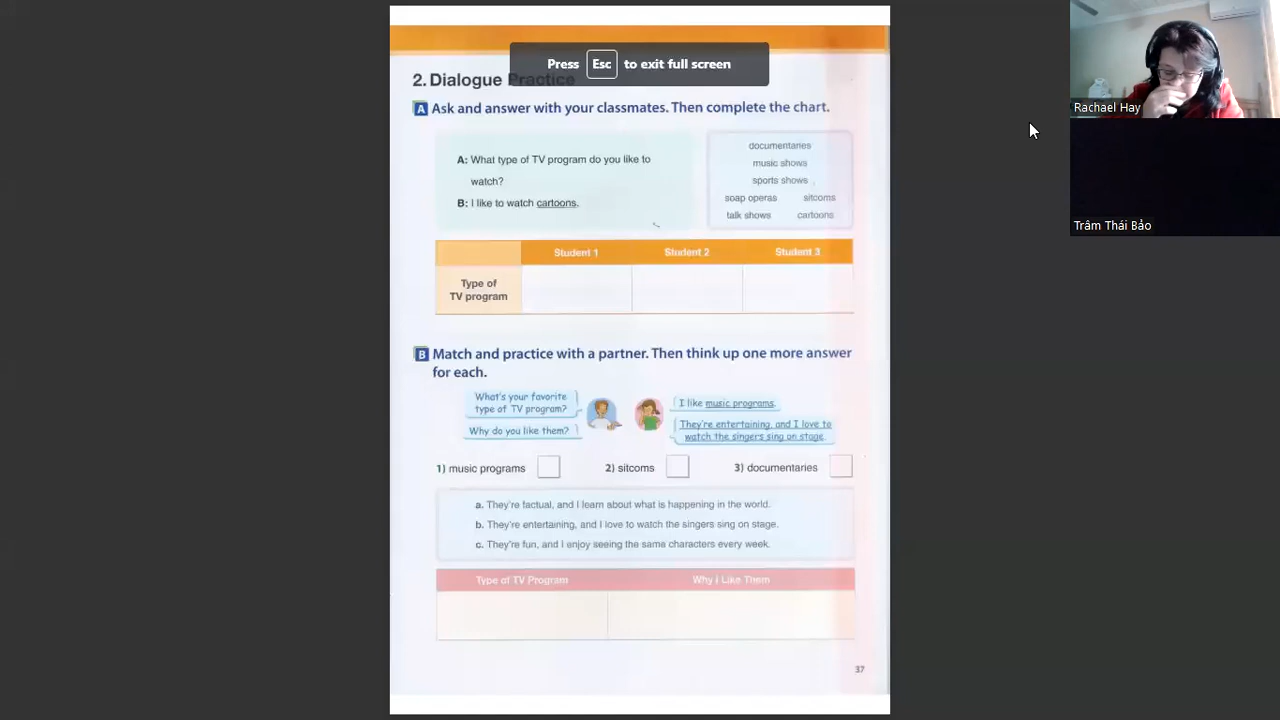 Press Esc to exit full screen
2. Dialogue Practice
A Ask and answer with your classmates. Then complete the chart.
A: What type of TV program do you like to
watch?
B: I like to watch cartoons.
documentaries
music shows
sports shows
soap operas sitcoms
talk shows cartoons
Student 1 Student 2 Student 3
Type of
TV program
B Match and practice with a partner. Then think up one more answer
for each.
What's your favorite
type of TV program?
Why do you like them?
I like music programs.
They're entertaining, and I love to
watch the singers sing on stage.
1) music programs 2) sitcoms 3) documentaries
a. They're factual, and I learn about what is happening in the world.
b. They're entertaining, and I love to watch the singers sing on stage.
c. They're fun, and I enjoy seeing the same characters every week.
Type of TV Program Why I Like Them
37
Rachael Hay
Trâm Thái Bảo